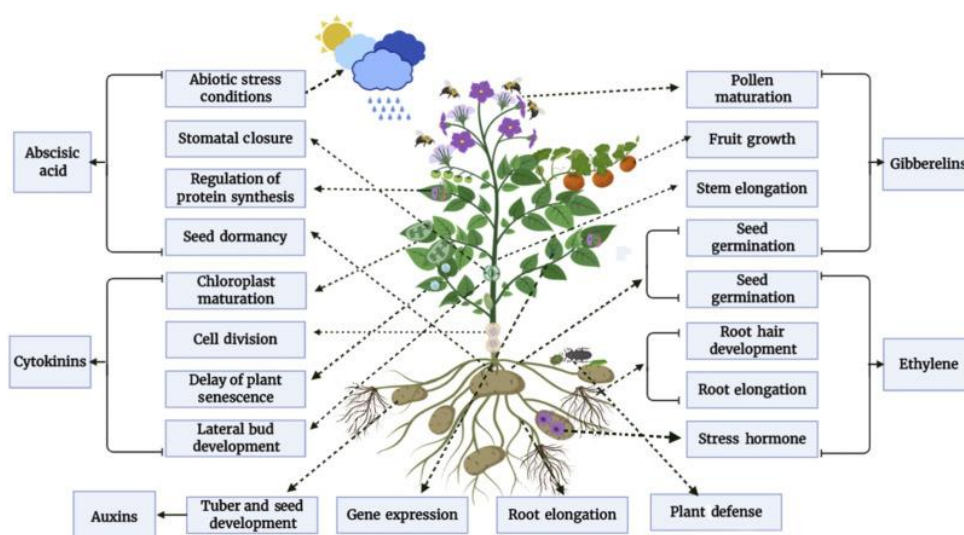 Abscisic
acid
Abiotic stress
conditions
Stomatal closure
Regulation of
protein synthesis
Seed dormancy
Cytokinins
Chloroplast
maturation
Cell division
Delay of plant
senescence
Lateral bud
development
Pollen
maturation
Fruit growth
Stem elongation
Seed
germination
Gibberelins
Seed
germination
Root hair
development
Root elongation
Stress hormone
Ethylene
Auxins
Tuber and seed
development
Gene expression
Root elongation
Plant defense